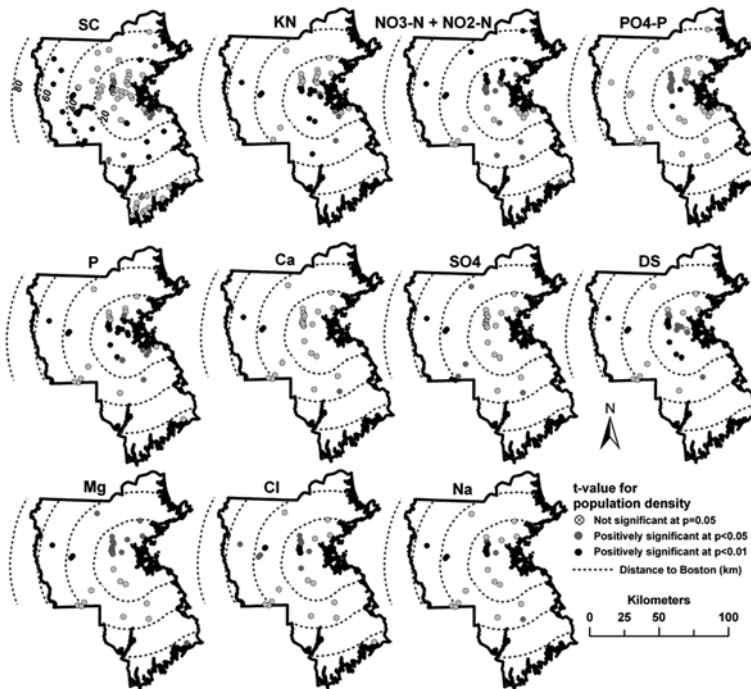 SC
KN
NO3-N + NO2-N
PO4-P
80
60
20
P
Ca
SO4
DS
N
Mg
Cl
Na
t-value for
population density
Not significant at p=0.05
Positively significant at p<0.05
Positively significant at p<0.01
Distance to Boston (km)
Kilometers
0 25 50 100